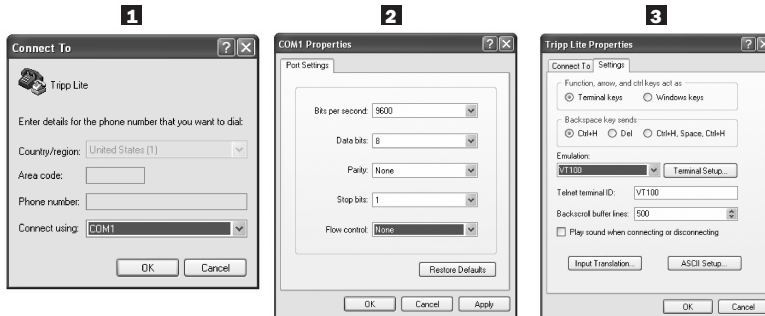 1
Connect To
Tripp Lite
Enter details for the phone number that you want to dial:
Country/region: United States (1)
Area code:
Phone number:
Connect using: COM1
OK Cancel
2
COM1 Properties
Port Settings
Bits per second: 9600
Data bits: 8
Parity: None
Stop bits: 1
Flow control: None
Restore Defaults
OK Cancel Apply
3
Tripp Lite Properties
Connect To Settings
Function, arrow, and ctrl keys act as
Terminal keys Windows keys
Backspace key sends
Ctrl+H Del Ctrl+H, Space, Ctrl+H
Emulation:
VT100 Terminal Setup...
Telnet terminal ID: VT100
Backscroll buffer lines: 500
Play sound when connecting or disconnecting
Input Translation... ASCII Setup...
OK Cancel